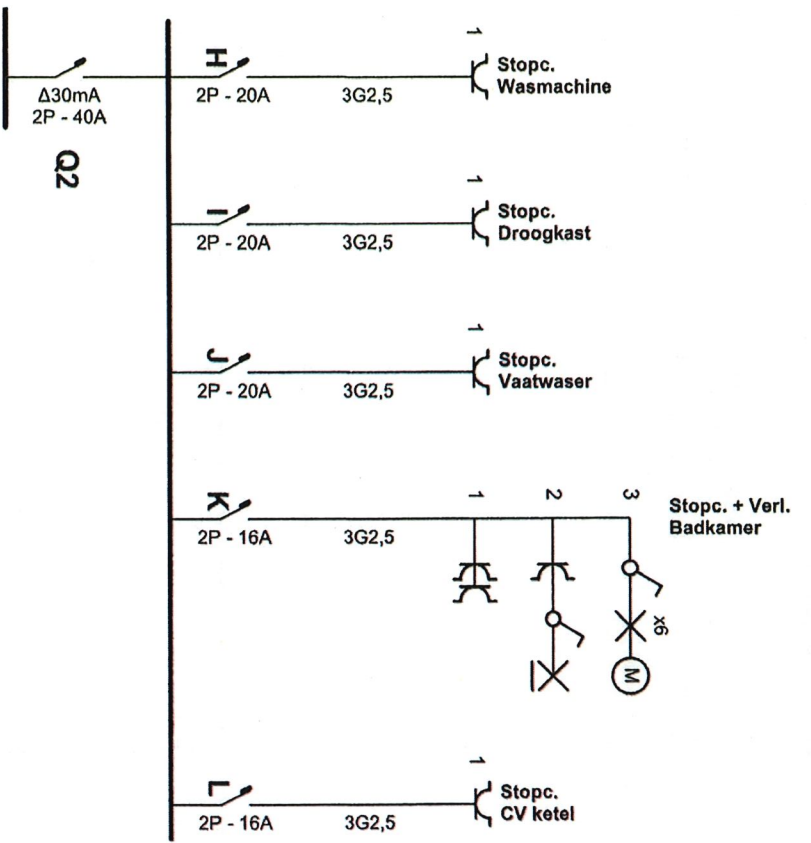 Δ30mA
2P - 40A
Q2
H
2P - 20A
3G2,5
1
Stopc.
Wasmachine
I
2P - 20A
3G2,5
1
Stopc.
Droogkast
J
2P - 20A
3G2,5
1
Stopc.
Vaatwaser
K
2P - 16A
3G2,5
1
2
3
Stopc. + Verl.
Badkamer
x6
M
L
2P - 16A
3G2,5
1
Stopc.
CV ketel